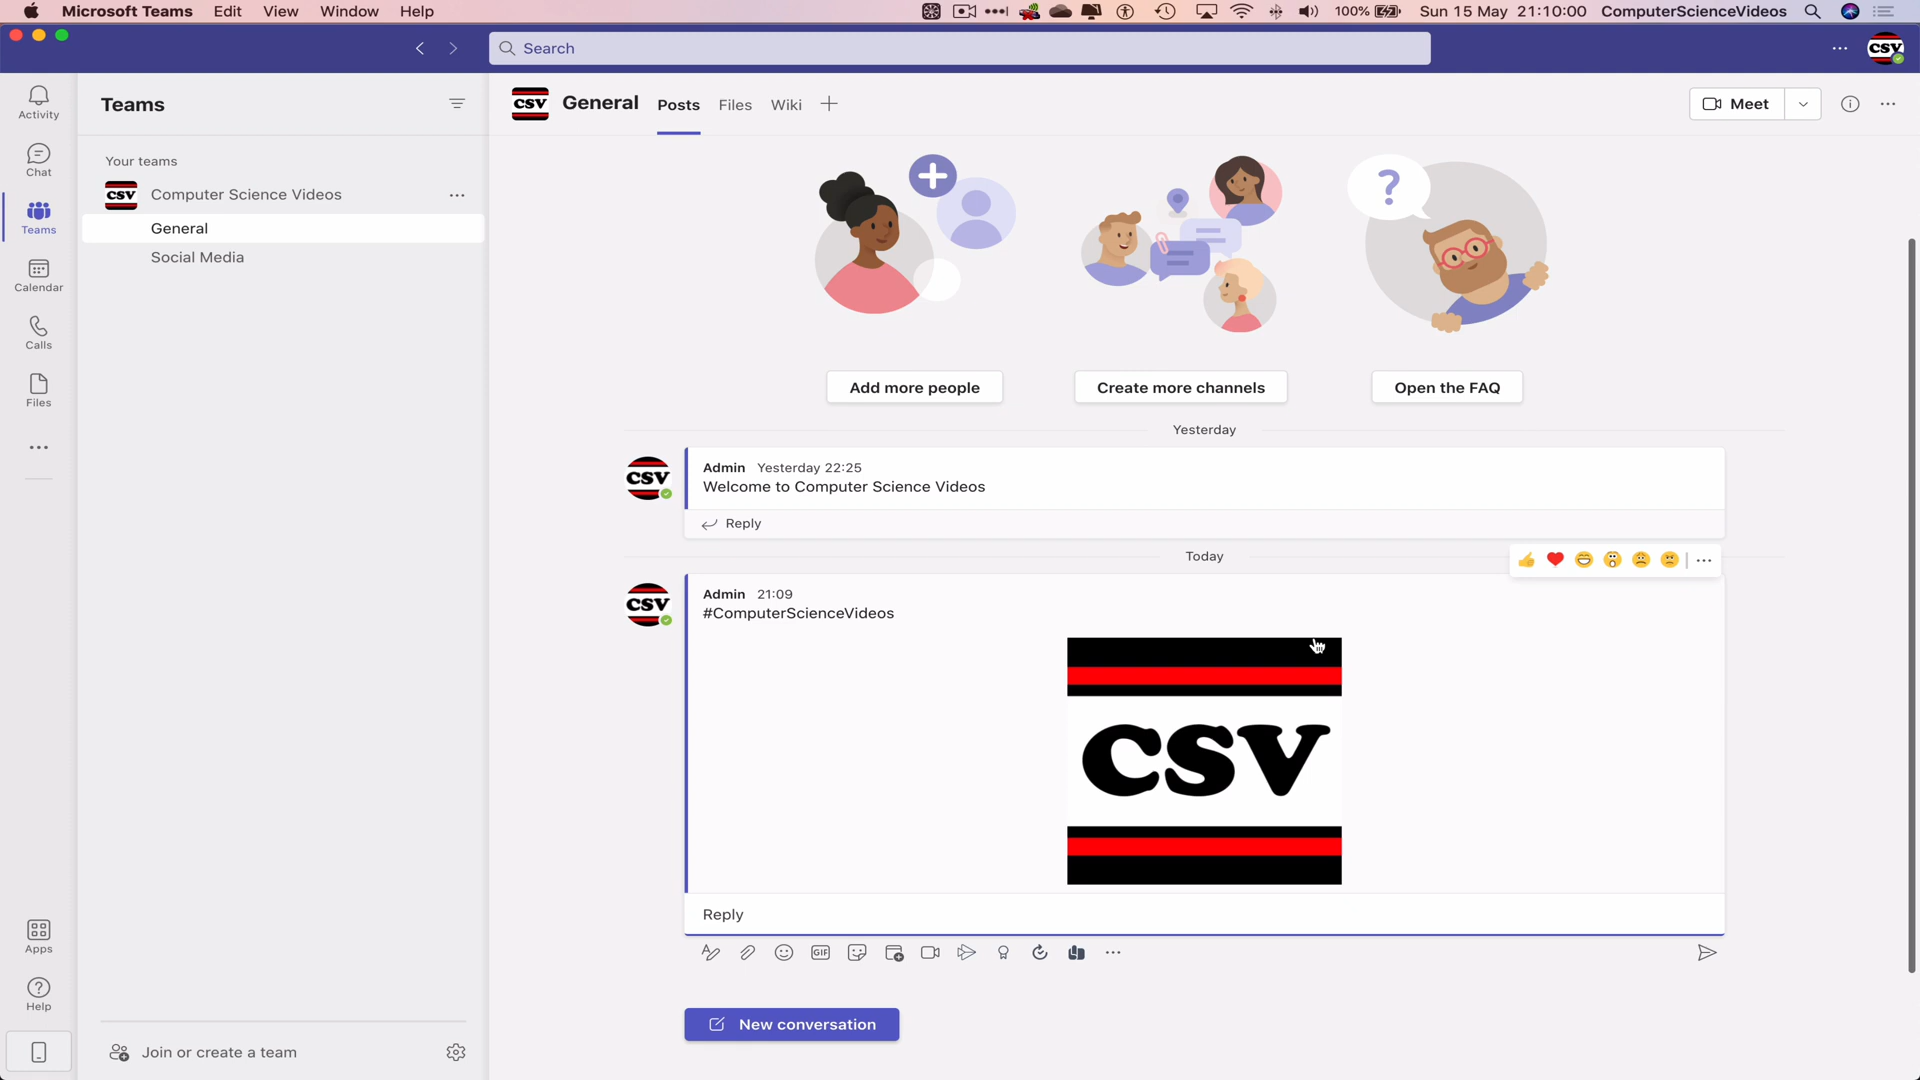 Microsoft Teams Edit View Window Help 100% Sun 15 May 21:10:00 ComputerScienceVideos
Search
CSV
Activity
Chat
Teams
Calendar
Calls
Files
Apps
Help
Teams
Your teams
CSV Computer Science Videos
General
Social Media
Join or create a team
CSV General Posts Files Wiki
Meet
?
Add more people
Create more channels
Open the FAQ
Yesterday
CSV
Admin Yesterday 22:25
Welcome to Computer Science Videos
Reply
Today
CSV
Admin 21:09
#ComputerScienceVideos
CSV
Reply
GIF
New conversation